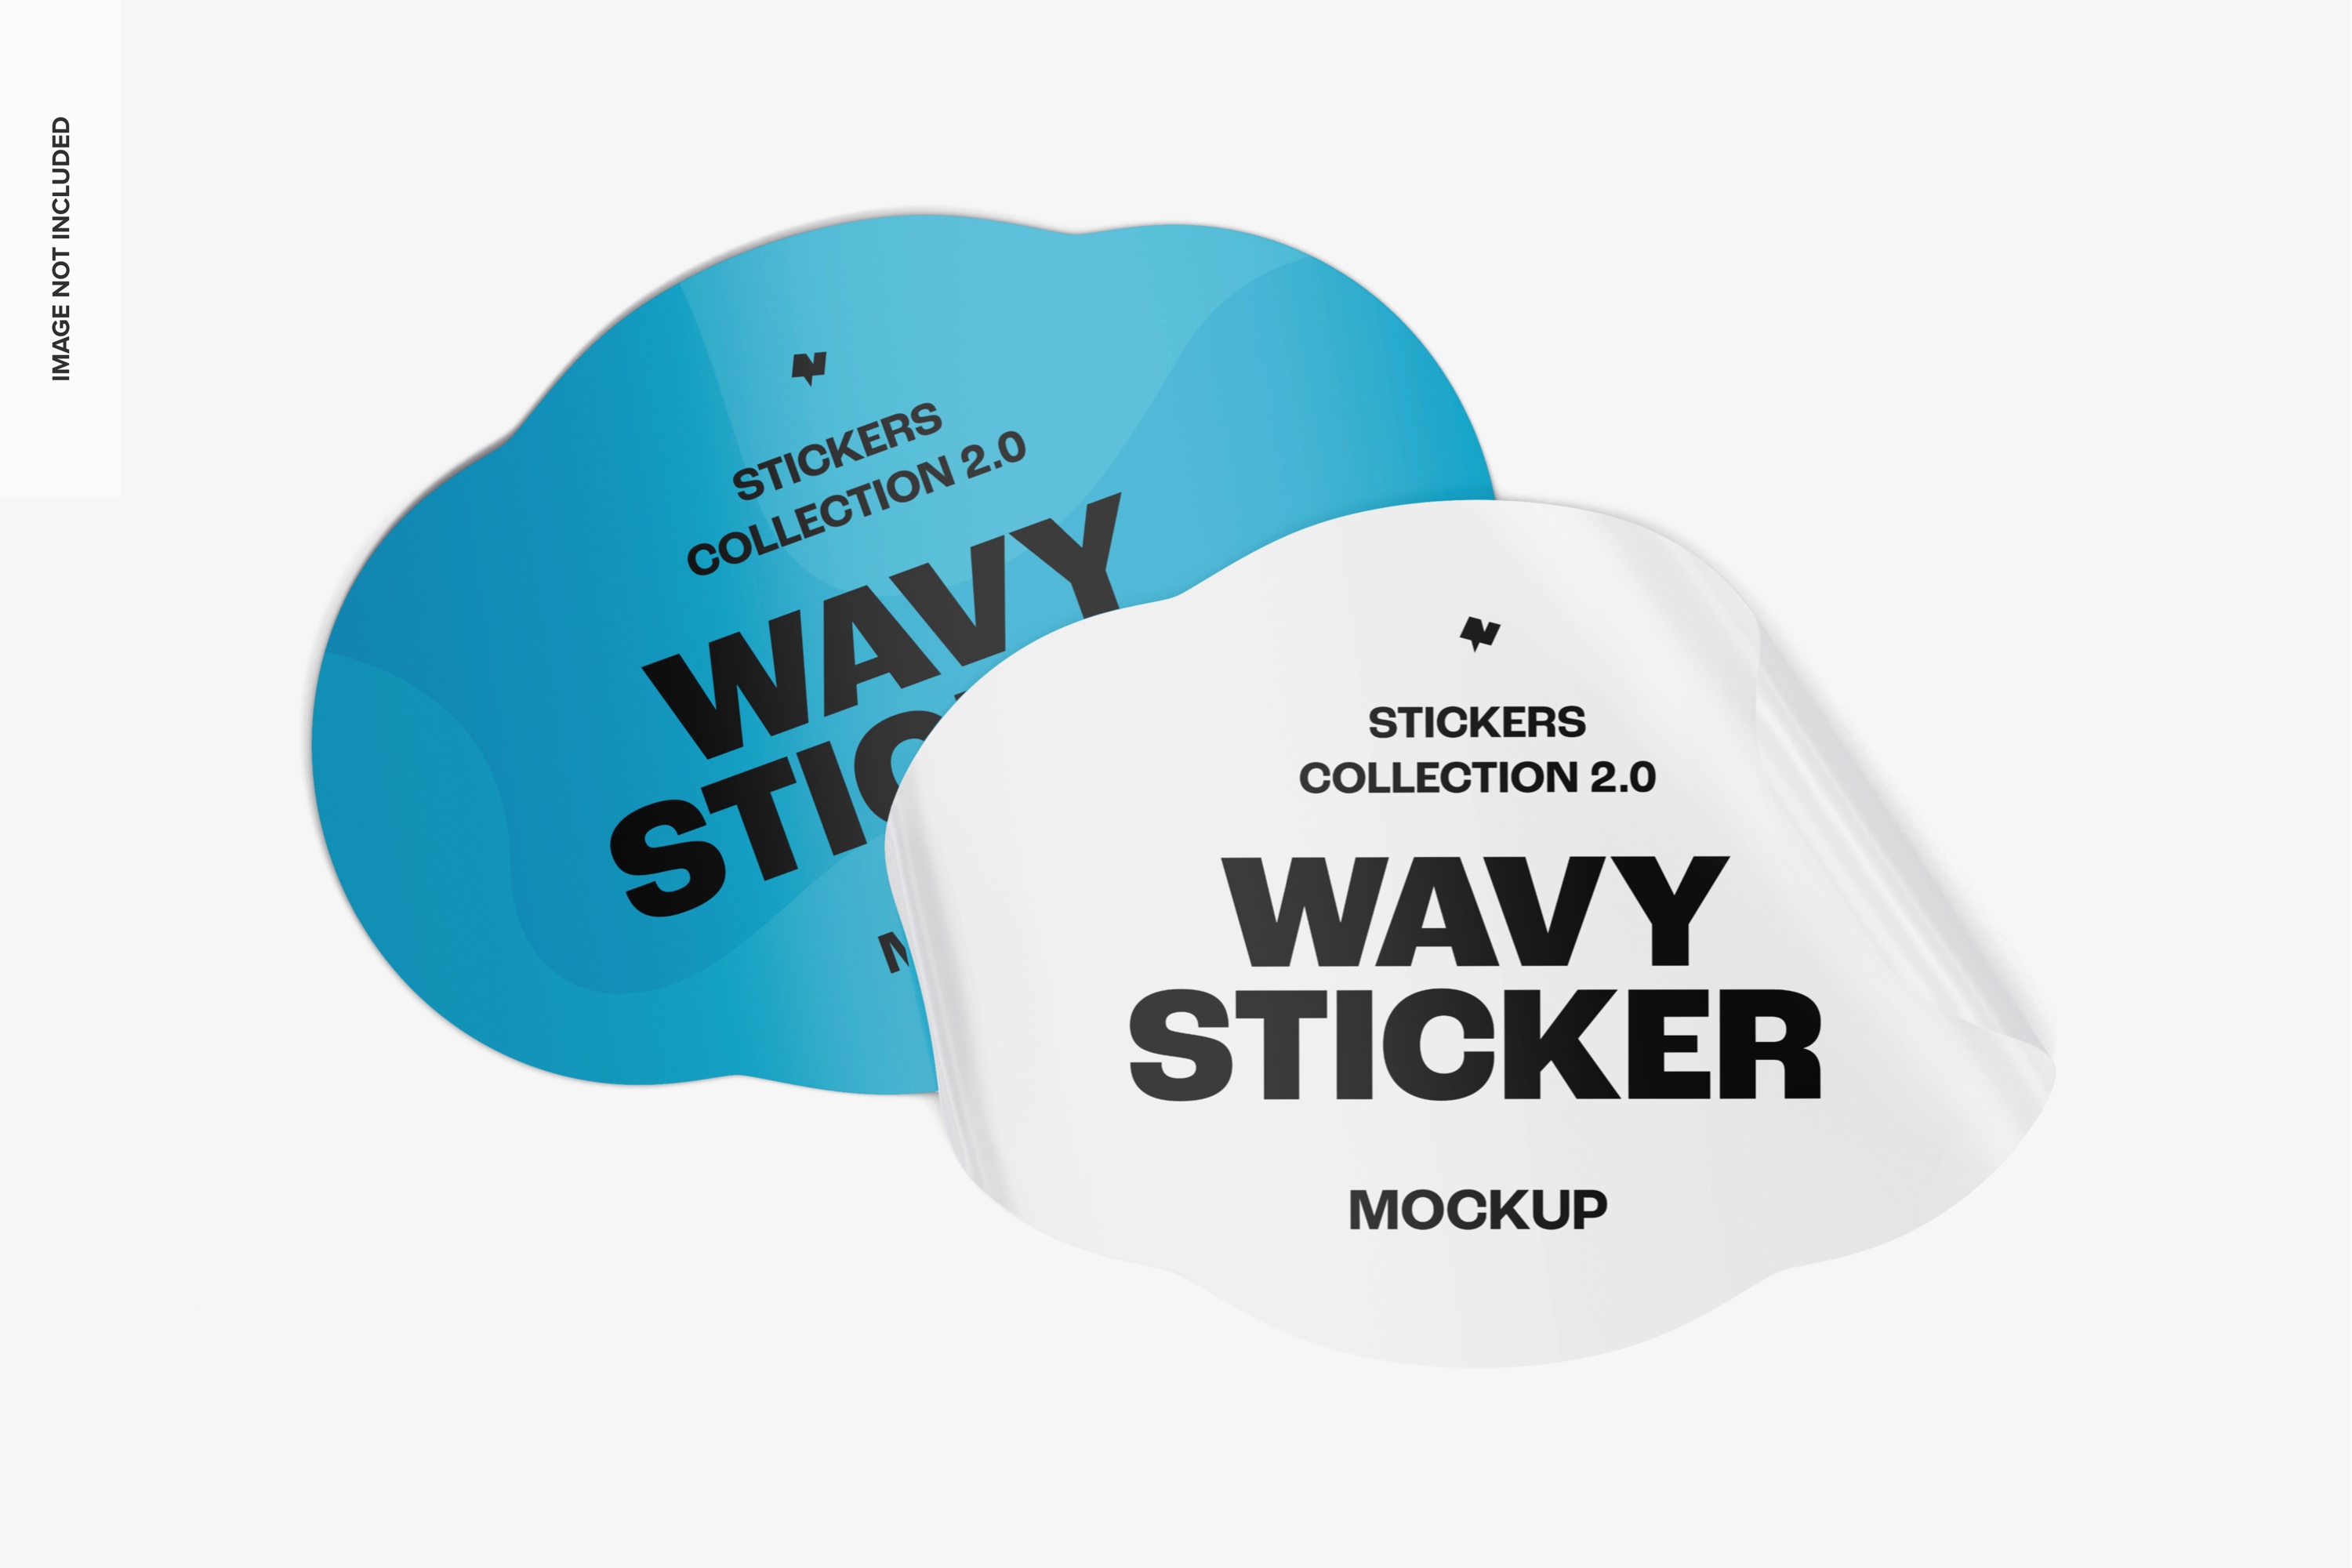 IMAGE NOT INCLUDED
STICKERS
COLLECTION 2.0
WAVY
STICKERS
COLLECTION 2.0
WAVY
STICKER
MOCKUP